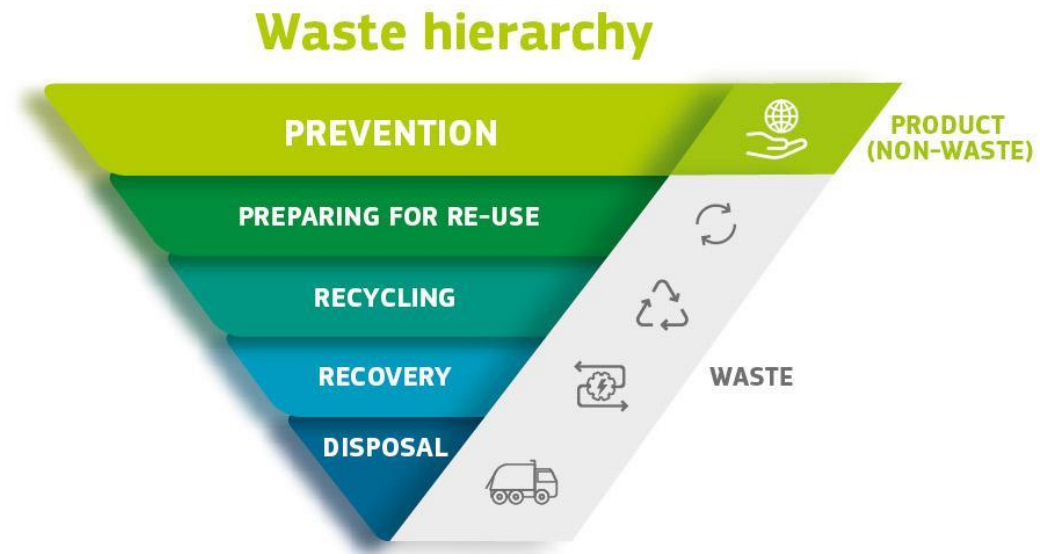 Waste hierarchy
PREVENTION
PRODUCT
(NON-WASTE)
PREPARING FOR RE-USE
RECYCLING
RECOVERY
WASTE
DISPOSAL